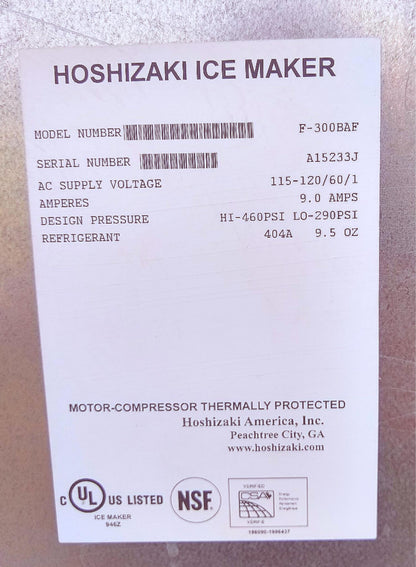 HOSHIZAKI ICE MAKER
MODEL NUMBER F-300BAF
SERIAL NUMBER A15233J
AC SUPPLY VOLTAGE 115-120/60/1
AMPERES 9.0 AMPS
DESIGN PRESSURE HI-460PSI LO-290PSI
REFRIGERANT 404A 9.5 OZ
MOTOR-COMPRESSOR THERMALLY PROTECTED
Hoshizaki America, Inc.
Peachtree City, GA
www.hoshizaki.com
C UL US LISTED
ICE MAKER
946Z
NSF
CSA